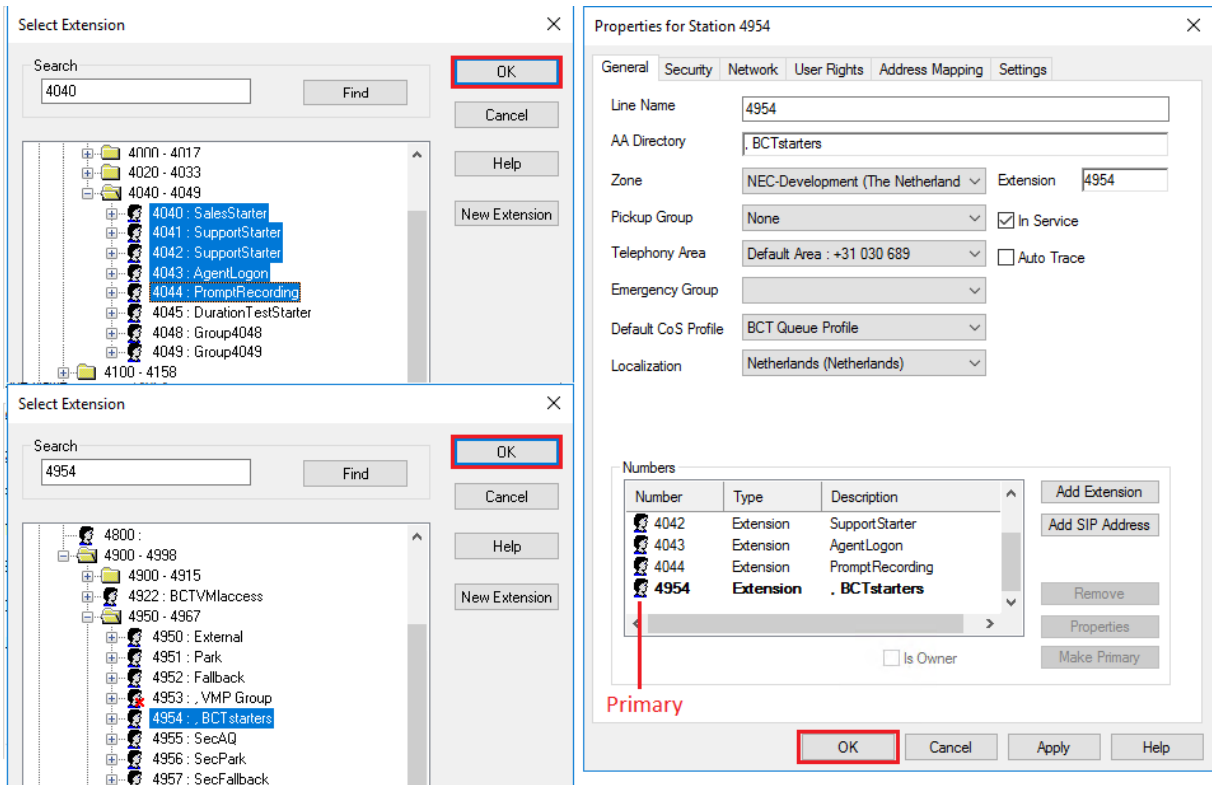 Select Extension
Search
4040
Find
OK
Cancel
Help
New Extension
4000 - 4017
4020 - 4033
4040 - 4049
4040 : SalesStarter
4041 : SupportStarter
4042 : SupportStarter
4043 : AgentLogon
4044 : PromptRecording
4045 : DurationTestStarter
4048 : Group4048
4049 : Group4049
4100 - 4158
Select Extension
Search
4954
Find
OK
Cancel
Help
New Extension
4800 :
4900 - 4998
4900 - 4915
4922 : BCTVMIaccess
4950 - 4967
4950 : External
4951 : Park
4952 : Fallback
4953 : , VMP Group
4954 : , BCTstarters
4955 : SecAQ
4956 : SecPark
4957 : SecFallback
Properties for Station 4954
General Security Network User Rights Address Mapping Settings
Line Name 4954
AA Directory , BCTstarters
Zone NEC-Development (The Netherland Extension 4954
Pickup Group None In Service
Telephony Area Default Area : +31 030 689 Auto Trace
Emergency Group
Default CoS Profile BCT Queue Profile
Localization Netherlands (Netherlands)
Numbers
Number Type Description
4042 Extension SupportStarter
4043 Extension AgentLogon
4044 Extension PromptRecording
4954 Extension , BCTstarters
Add Extension
Add SIP Address
Remove
Properties
Make Primary
Is Owner
Primary
OK Cancel Apply Help